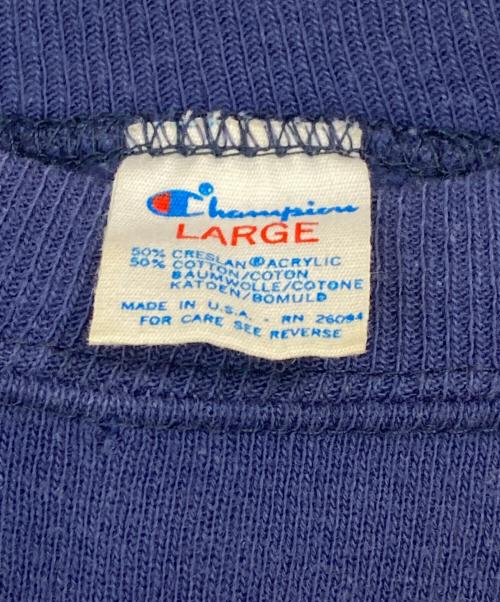 Champion
LARGE
50% CRESLAN® ACRYLIC
50% COTTON/COTON
BAUMWOLLE/COTONE
KATOEN/BOMULD
MADE IN U.S.A. - RN 26094
FOR CARE SEE REVERSE